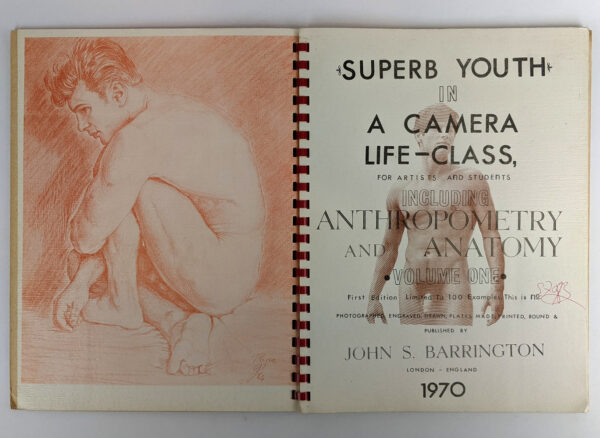 SUPERB YOUTH
IN
A CAMERA
LIFE-CLASS,
FOR ARTISTS AND STUDENTS
INCLUDING
ANTHROPOMETRY
AND ANATOMY
•VOLUME ONE•
First Edition Limited To 100 Examples This is No.
PHOTOGRAPHED, ENGRAVED, DRAWN, PLATES MADE, PRINTED, BOUND &
PUBLISHED BY
JOHN S. BARRINGTON
LONDON - ENGLAND
1970